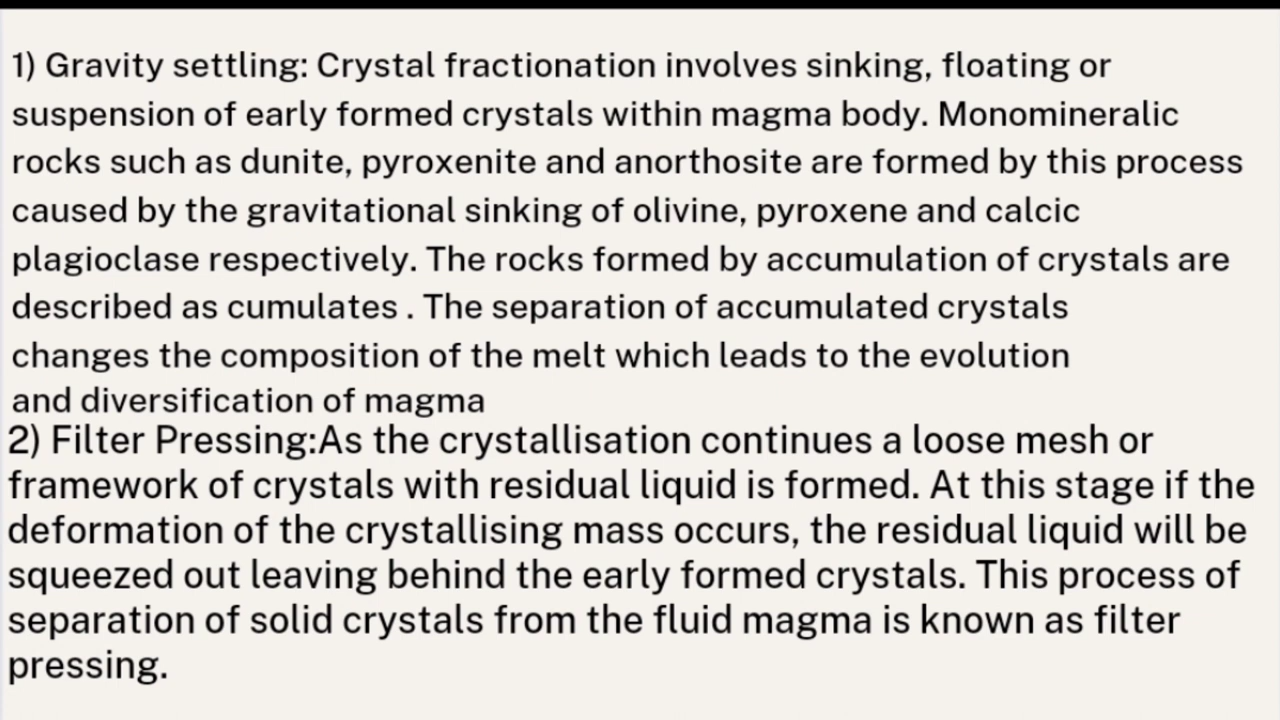 1) Gravity settling: Crystal fractionation involves sinking, floating or
suspension of early formed crystals within magma body. Monomineralic
rocks such as dunite, pyroxenite and anorthosite are formed by this process
caused by the gravitational sinking of olivine, pyroxene and calcic
plagioclase respectively. The rocks formed by accumulation of crystals are
described as cumulates . The separation of accumulated crystals
changes the composition of the melt which leads to the evolution
and diversification of magma
2) Filter Pressing:As the crystallisation continues a loose mesh or
framework of crystals with residual liquid is formed. At this stage if the
deformation of the crystallising mass occurs, the residual liquid will be
squeezed out leaving behind the early formed crystals. This process of
separation of solid crystals from the fluid magma is known as filter
pressing.